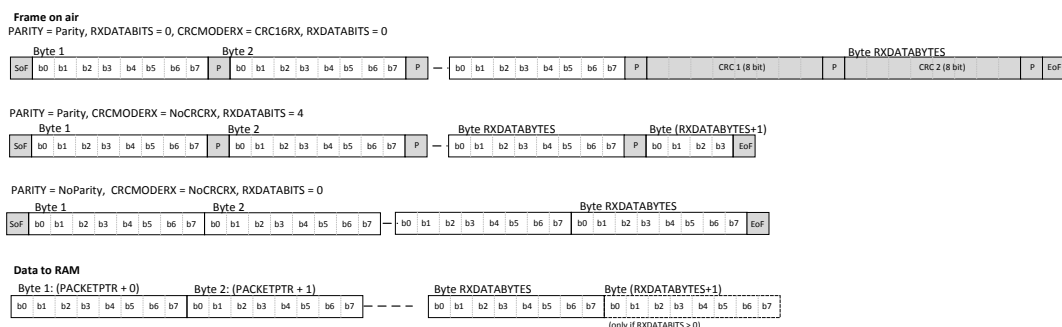 Frame on air
PARITY = Parity, RXDATABITS = 0, CRCMODERX = CRC16RX, RXDATABITS = 0
Byte 1 Byte 2 Byte RXDATABYTES
SoF b0 b1 b2 b3 b4 b5 b6 b7 P b0 b1 b2 b3 b4 b5 b6 b7 P b0 b1 b2 b3 b4 b5 b6 b7 P CRC 1 (8 bit) P CRC 2 (8 bit) P EoF
PARITY = Parity, CRCMODERX = NoCRCRX, RXDATABITS = 4
Byte 1 Byte 2 Byte RXDATABYTES Byte (RXDATABYTES+1)
SoF b0 b1 b2 b3 b4 b5 b6 b7 P b0 b1 b2 b3 b4 b5 b6 b7 P b0 b1 b2 b3 b4 b5 b6 b7 P b0 b1 b2 b3 EoF
PARITY = NoParity, CRCMODERX = NoCRCRX, RXDATABITS = 0
Byte 1 Byte 2 Byte RXDATABYTES
SoF b0 b1 b2 b3 b4 b5 b6 b7 b0 b1 b2 b3 b4 b5 b6 b7 b0 b1 b2 b3 b4 b5 b6 b7 b0 b1 b2 b3 b4 b5 b6 b7 EoF
Data to RAM
Byte 1: (PACKETPTR + 0) Byte 2: (PACKETPTR + 1) Byte RXDATABYTES Byte (RXDATABYTES+1)
b0 b1 b2 b3 b4 b5 b6 b7 b0 b1 b2 b3 b4 b5 b6 b7 b0 b1 b2 b3 b4 b5 b6 b7 b0 b1 b2 b3 b4 b5 b6 b7
(only if RXDATABITS > 0)